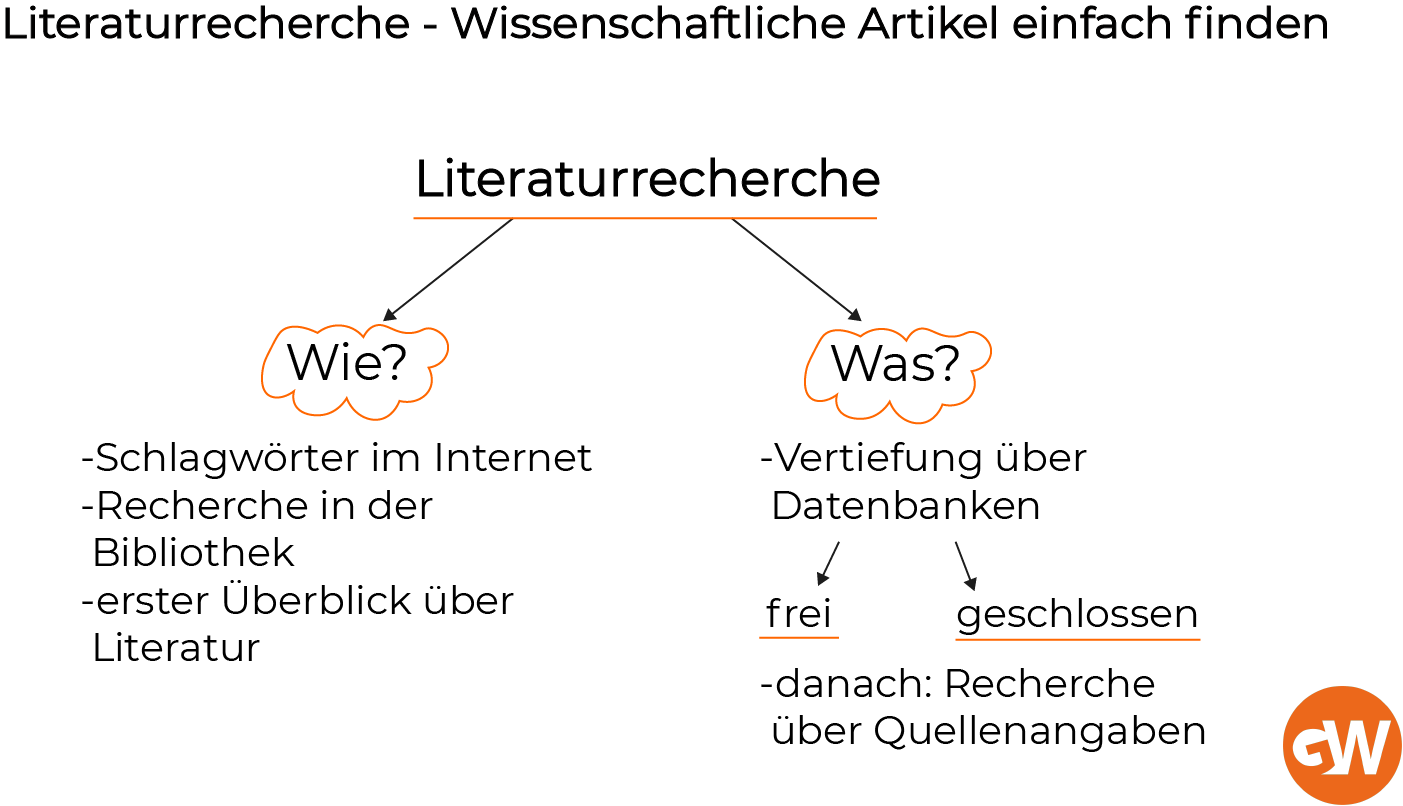 Literaturrecherche - Wissenschaftliche Artikel einfach finden
Literaturrecherche
Wie?
-Schlagwörter im Internet
-Recherche in der
Bibliothek
-erster Überblick über
Literatur
Was?
-Vertiefung über
Datenbanken
frei
geschlossen
-danach: Recherche
über Quellenangaben
GW